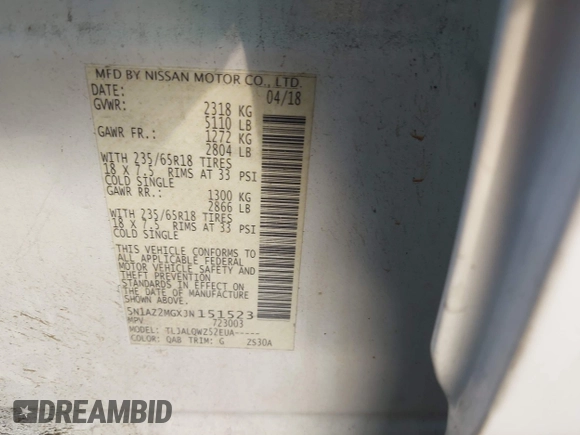 MFD BY NISSAN MOTOR CO., LTD.
DATE: 04/18
GVWR: 2318 KG
5110 LB
GAWR FR.: 1272 KG
2804 LB
WITH 235/65R18 TIRES
18 X 7.5 RIMS AT 33 PSI
COLD SINGLE
GAWR RR.: 1300 KG
2866 LB
WITH 235/65R18 TIRES
18 X 7.5 RIMS AT 33 PSI
COLD SINGLE
THIS VEHICLE CONFORMS TO
ALL APPLICABLE FEDERAL
MOTOR VEHICLE SAFETY AND
THEFT PREVENTION
STANDARDS IN EFFECT ON
THE DATE OF MANUFACTURE
SHOWN ABOVE.
5N1AZ2MGXJN151523
MPV 723003
MODEL: TLJALQWZ52EUA-----
COLOR: QAB TRIM: G 2S30A
DREAMBID